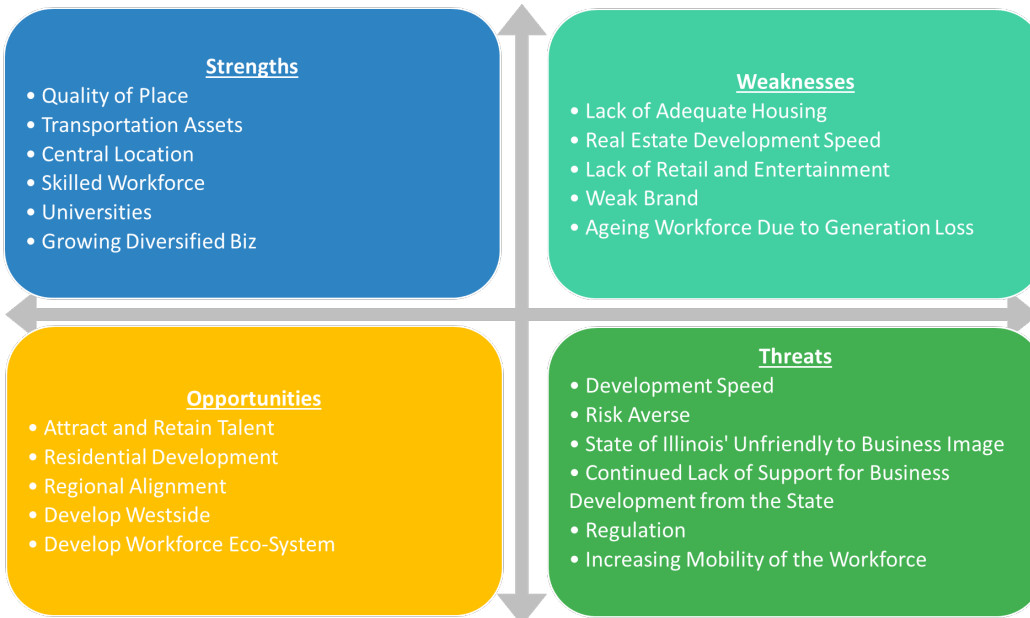 Strengths
• Quality of Place
• Transportation Assets
• Central Location
• Skilled Workforce
• Universities
• Growing Diversified Biz
Weaknesses
• Lack of Adequate Housing
• Real Estate Development Speed
• Lack of Retail and Entertainment
• Weak Brand
• Ageing Workforce Due to Generation Loss
Opportunities
• Attract and Retain Talent
• Residential Development
• Regional Alignment
• Develop Westside
• Develop Workforce Eco-System
Threats
• Development Speed
• Risk Averse
• State of Illinois' Unfriendly to Business Image
• Continued Lack of Support for Business
Development from the State
• Regulation
• Increasing Mobility of the Workforce